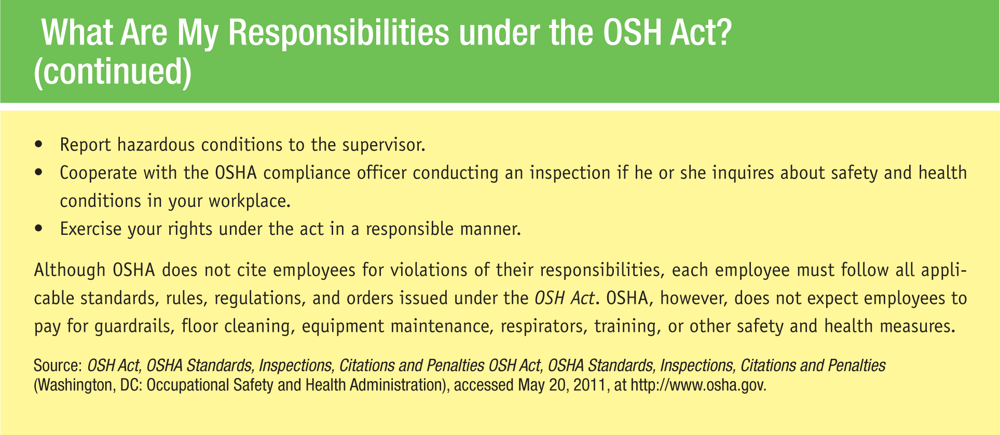 What Are My Responsibilities under the OSH Act?
(continued)
• Report hazardous conditions to the supervisor.
• Cooperate with the OSHA compliance officer conducting an inspection if he or she inquires about safety and health
conditions in your workplace.
• Exercise your rights under the act in a responsible manner.
Although OSHA does not cite employees for violations of their responsibilities, each employee must follow all appli-
cable standards, rules, regulations, and orders issued under the OSH Act. OSHA, however, does not expect employees to
pay for guardrails, floor cleaning, equipment maintenance, respirators, training, or other safety and health measures.
Source: OSH Act, OSHA Standards, Inspections, Citations and Penalties OSH Act, OSHA Standards, Inspections, Citations and Penalties
(Washington, DC: Occupational Safety and Health Administration), accessed May 20, 2011, at http://www.osha.gov.